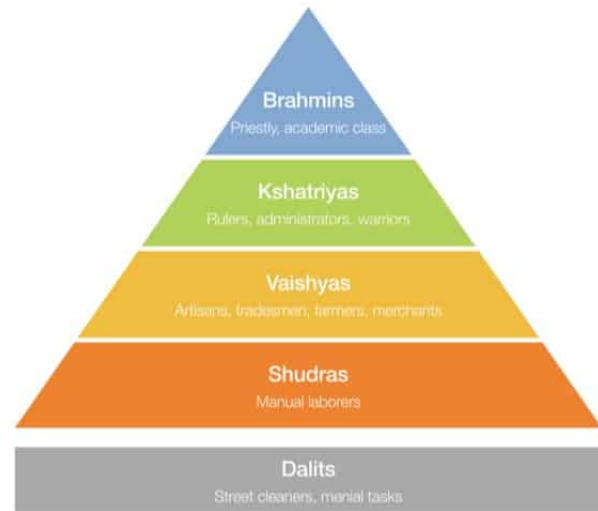 Brahmins
Priestly, academic class
Kshatriyas
Rulers, administrators, warriors
Vaishyas
Artisans, tradesmen, farmers, merchants
Shudras
Manual laborers
Dalits
Street cleaners, menial tasks